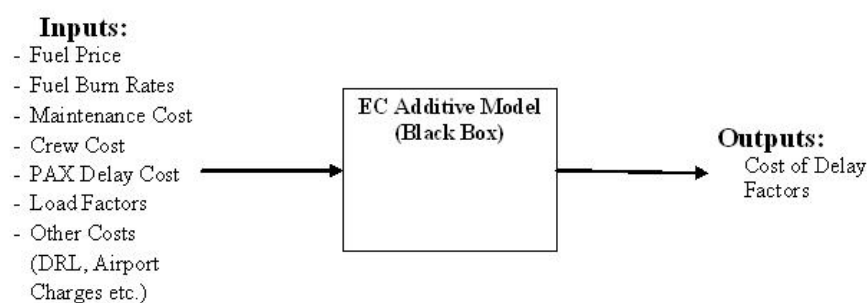 Inputs:
- Fuel Price
- Fuel Burn Rates
- Maintenance Cost
- Crew Cost
- PAX Delay Cost
- Load Factors
- Other Costs
(DRL, Airport
Charges etc.)
EC Additive Model
(Black Box)
Outputs:
Cost of Delay
Factors